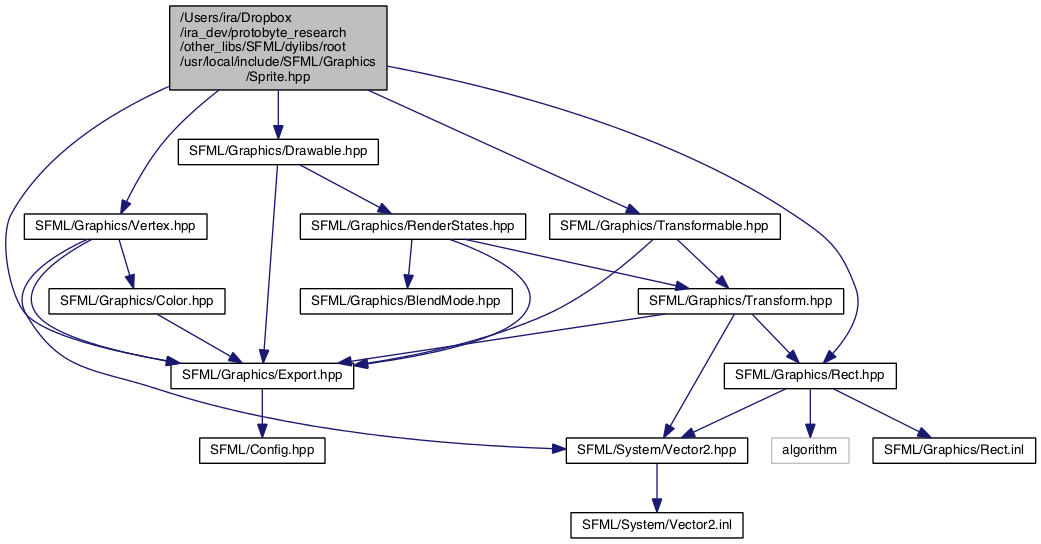 /Users/ira/Dropbox
/ira_dev/protobyte_research
/other_libs/SFML/dylibs/root
/usr/local/include/SFML/Graphics
/Sprite.hpp
SFML/Graphics/Drawable.hpp
SFML/Graphics/Vertex.hpp
SFML/Graphics/RenderStates.hpp
SFML/Graphics/Transformable.hpp
SFML/Graphics/Color.hpp
SFML/Graphics/BlendMode.hpp
SFML/Graphics/Transform.hpp
SFML/Graphics/Export.hpp
SFML/Graphics/Rect.hpp
SFML/Config.hpp
SFML/System/Vector2.hpp
algorithm
SFML/Graphics/Rect.inl
SFML/System/Vector2.inl